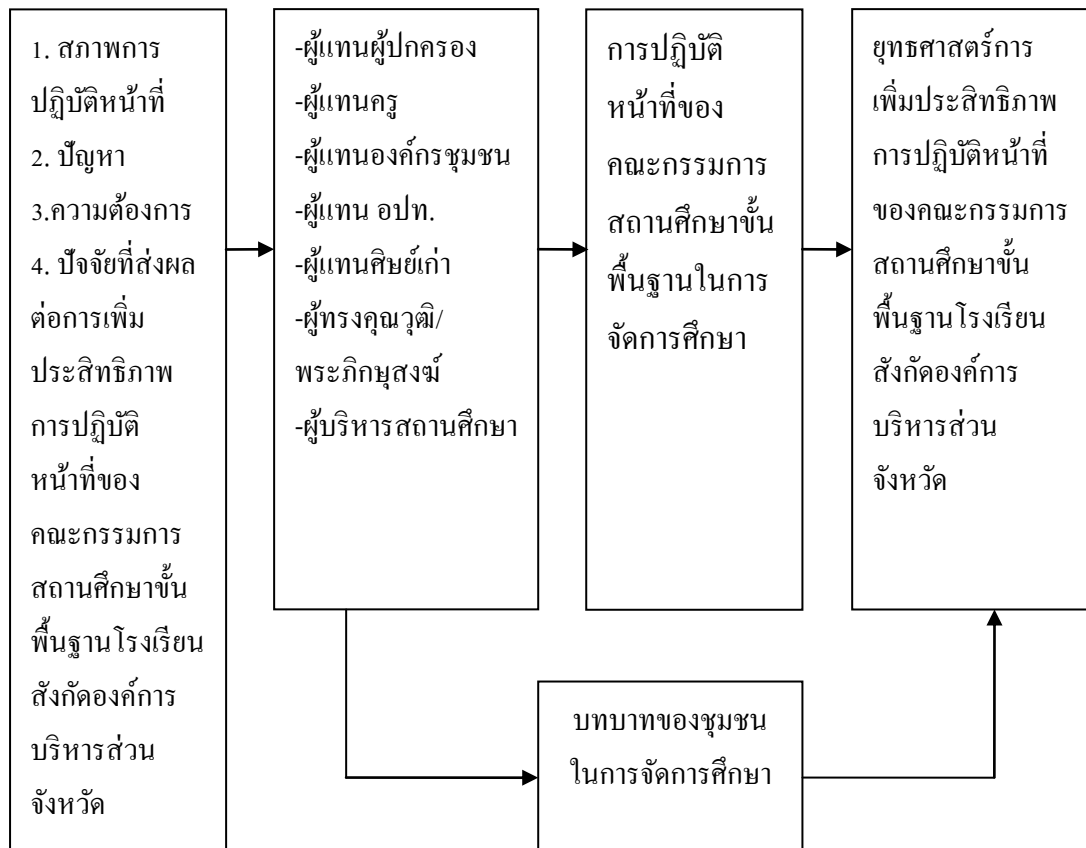 1. สภาพการ
ปฏิบัติหน้าที่
2. ปัญหา
3.ความต้องการ
4. ปัจจัยที่ส่งผล
ต่อการเพิ่ม
ประสิทธิภาพ
การปฏิบัติ
หน้าที่ของ
คณะกรรมการ
สถานศึกษาขั้น
พื้นฐานโรงเรียน
สังกัดองค์การ
บริหารส่วน
จังหวัด
-ผู้แทนผู้ปกครอง
-ผู้แทนครู
-ผู้แทนองค์กรชุมชน
-ผู้แทน อปท.
-ผู้แทนศิษย์เก่า
-ผู้ทรงคุณวุฒิ/
พระภิกษุสงฆ์
-ผู้บริหารสถานศึกษา
การปฏิบัติ
หน้าที่ของ
คณะกรรมการ
สถานศึกษาขั้น
พื้นฐานในการ
จัดการศึกษา
ยุทธศาสตร์การ
เพิ่มประสิทธิภาพ
การปฏิบัติหน้าที่
ของคณะกรรมการ
สถานศึกษาขั้น
พื้นฐานโรงเรียน
สังกัดองค์การ
บริหารส่วน
จังหวัด
บทบาทของชุมชน
ในการจัดการศึกษา